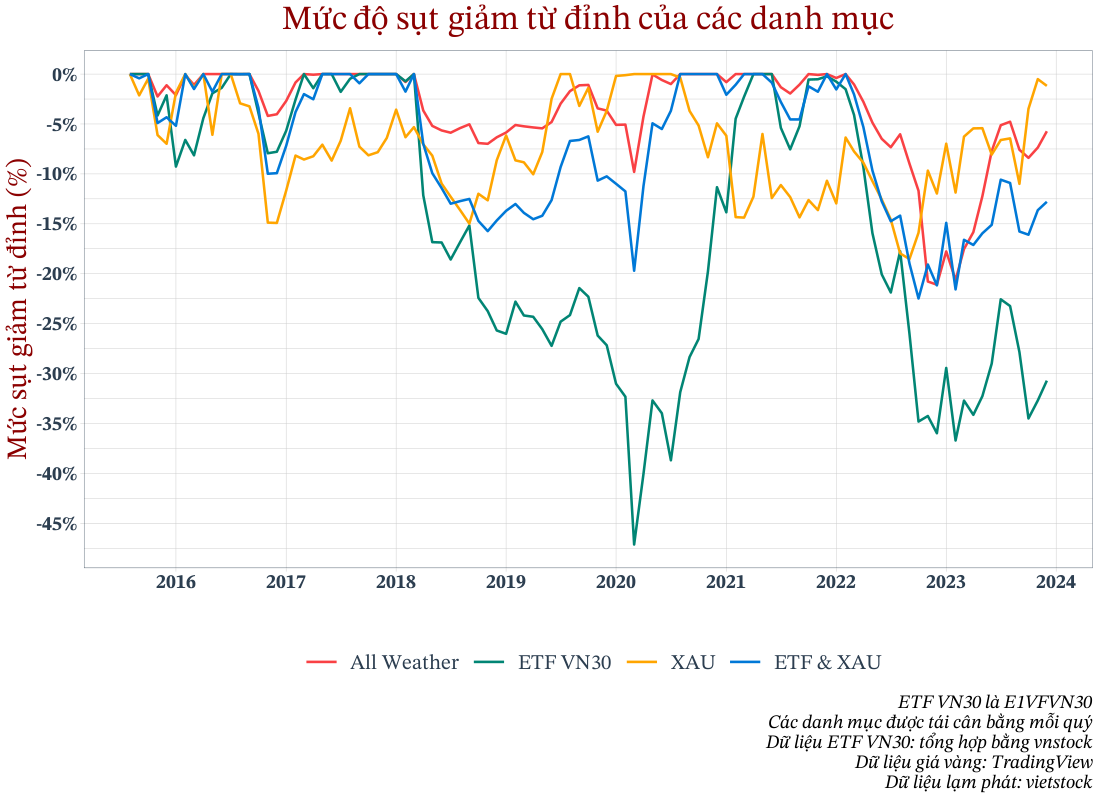 Mức độ sụt giảm từ đỉnh của các danh mục
Mức sụt giảm từ đỉnh (%)
0%
-5%
-10%
-15%
-20%
-25%
-30%
-35%
-40%
-45%
2016 2017 2018 2019 2020 2021 2022 2023 2024
All Weather ETF VN30 XAU ETF & XAU
ETF VN30 là E1VFVN30
Các danh mục được tái cân bằng mỗi quý
Dữ liệu ETF VN30: tổng hợp bằng vnstock
Dữ liệu giá vàng: TradingView
Dữ liệu lạm phát: vietstock